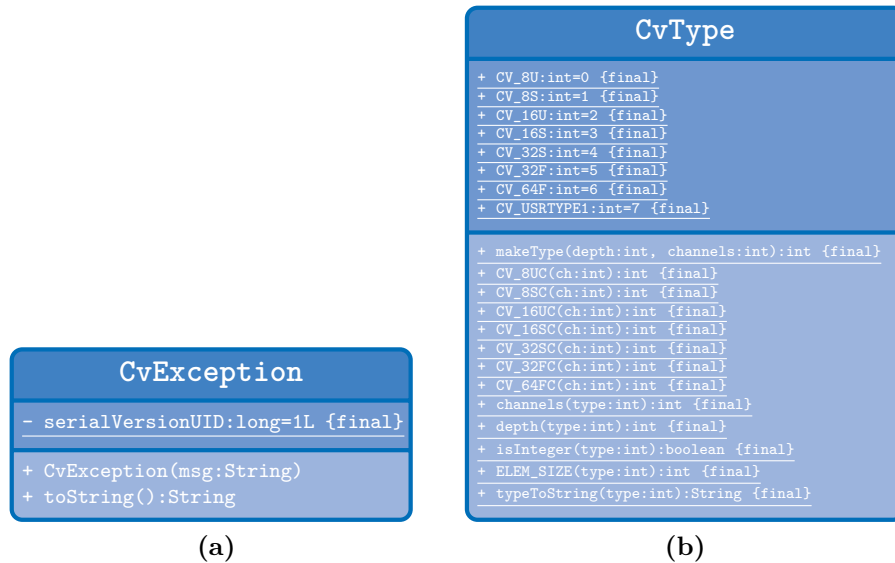 CvException
- serialVersionUID:long=1L {final}
+ CvException(msg:String)
+ toString():String
(a)
CvType
+ CV_8U:int=0 {final}
+ CV_8S:int=1 {final}
+ CV_16U:int=2 {final}
+ CV_16S:int=3 {final}
+ CV_32S:int=4 {final}
+ CV_32F:int=5 {final}
+ CV_64F:int=6 {final}
+ CV_USRTYPE1:int=7 {final}
+ makeType(depth:int, channels:int):int {final}
+ CV_8UC(ch:int):int {final}
+ CV_8SC(ch:int):int {final}
+ CV_16UC(ch:int):int {final}
+ CV_16SC(ch:int):int {final}
+ CV_32SC(ch:int):int {final}
+ CV_32FC(ch:int):int {final}
+ CV_64FC(ch:int):int {final}
+ channels(type:int):int {final}
+ depth(type:int):int {final}
+ isInteger(type:int):boolean {final}
+ ELEM_SIZE(type:int):int {final}
+ typeToString(type:int):String {final}
(b)